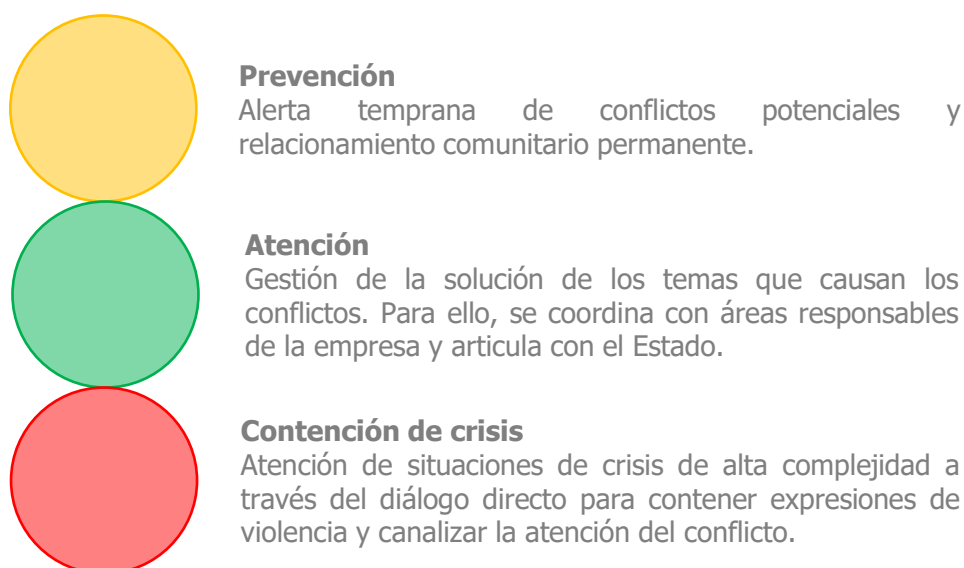 Prevención
Alerta temprana de conflictos potenciales y
relacionamiento comunitario permanente.
Atención
Gestión de la solución de los temas que causan los
conflictos. Para ello, se coordina con áreas responsables
de la empresa y articula con el Estado.
Contención de crisis
Atención de situaciones de crisis de alta complejidad a
través del diálogo directo para contener expresiones de
violencia y canalizar la atención del conflicto.